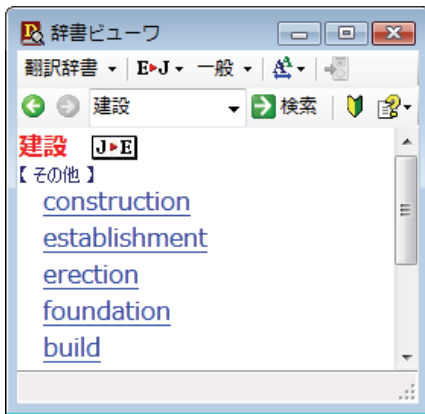 辞書ビューワ
翻訳辞書 E▶J 一般 A
建設 検索
建設 J▶E
【 その他 】
construction
establishment
erection
foundation
build